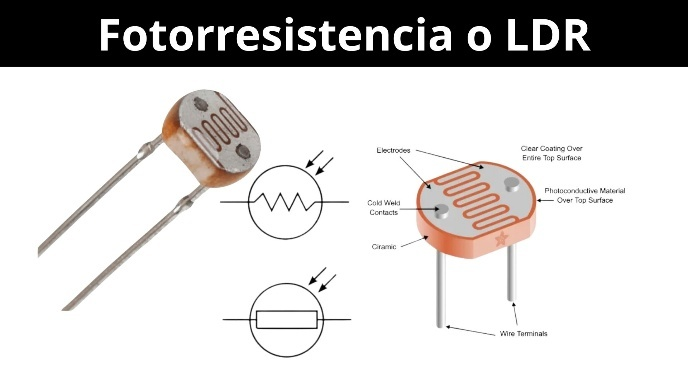 Fotorresistencia o LDR
Electrodes
Clear Coating Over
Entire Top Surface
Photoconductive Material
Over Top Surface
Cold Weld
Contacts
Ciramic
Wire Terminals